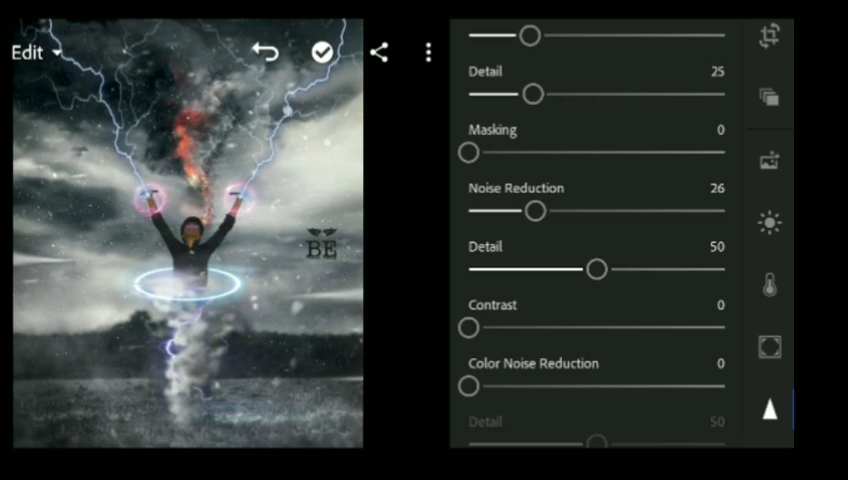 Edit
BE
Detail 25
Masking 0
Noise Reduction 26
Detail 50
Contrast 0
Color Noise Reduction 0
Detail 50